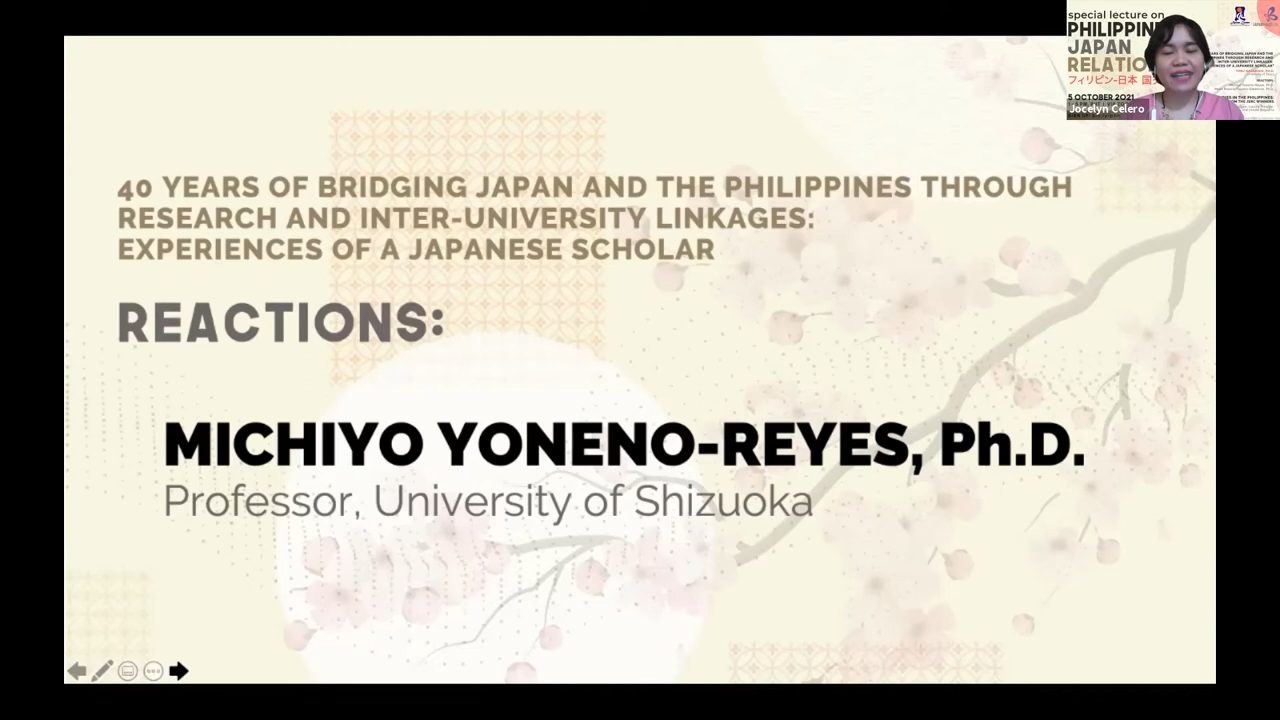 40 YEARS OF BRIDGING JAPAN AND THE PHILIPPINES THROUGH
RESEARCH AND INTER-UNIVERSITY LINKAGES:
EXPERIENCES OF A JAPANESE SCHOLAR
REACTIONS:
MICHIYO YONENO-REYES, Ph.D.
Professor, University of Shizuoka
special lecture on
PHILIPPIN
JAPAN
RELATIO
フィリピン-日本 国
5 OCTOBER 2021
Jocelyn Celero